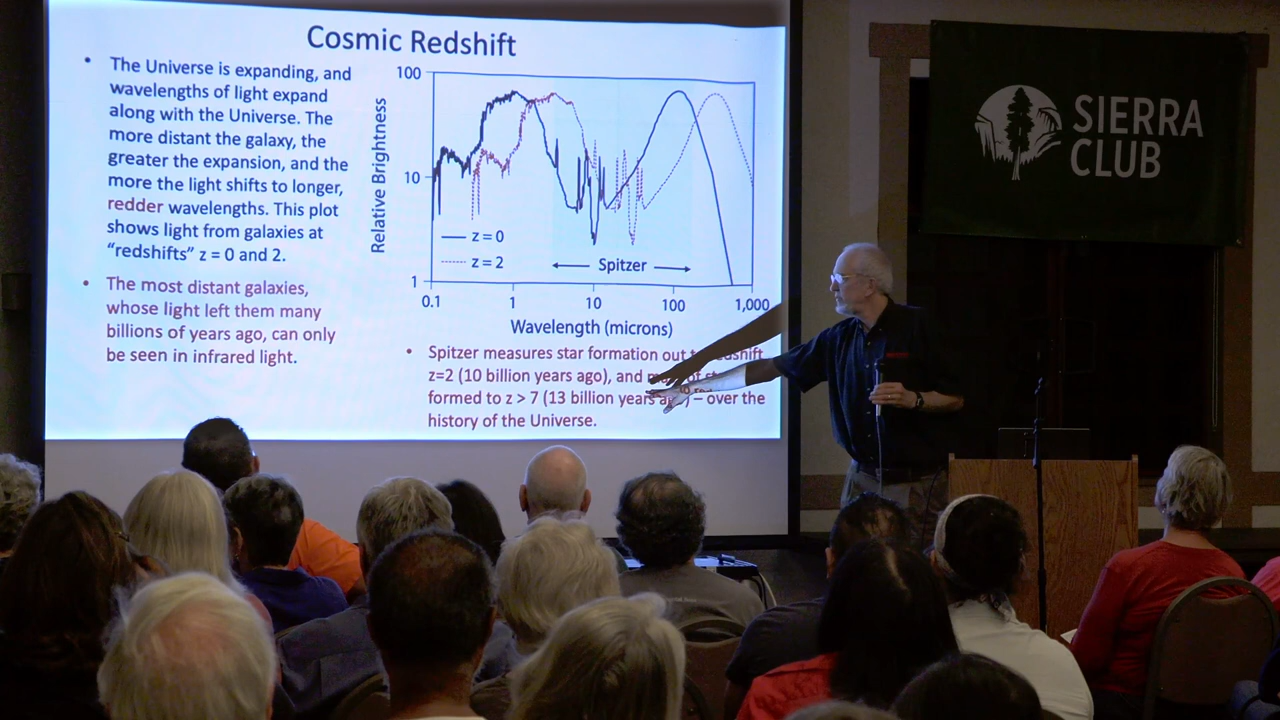 Cosmic Redshift
• The Universe is expanding, and
wavelengths of light expand
along with the Universe. The
more distant the galaxy, the
greater the expansion, and the
more the light shifts to longer,
redder wavelengths. This plot
shows light from galaxies at
“redshifts” z = 0 and 2.
• The most distant galaxies,
whose light left them many
billions of years ago, can only
be seen in infrared light.
Relative Brightness
100
10
1
z = 0
z = 2
Spitzer
0.1 1 10 100 1,000
Wavelength (microns)
• Spitzer measures star formation out
z=2 (10 billion years ago), and
formed to z > 7 (13 billion years – over the
history of the Universe.
SIERRA
CLUB